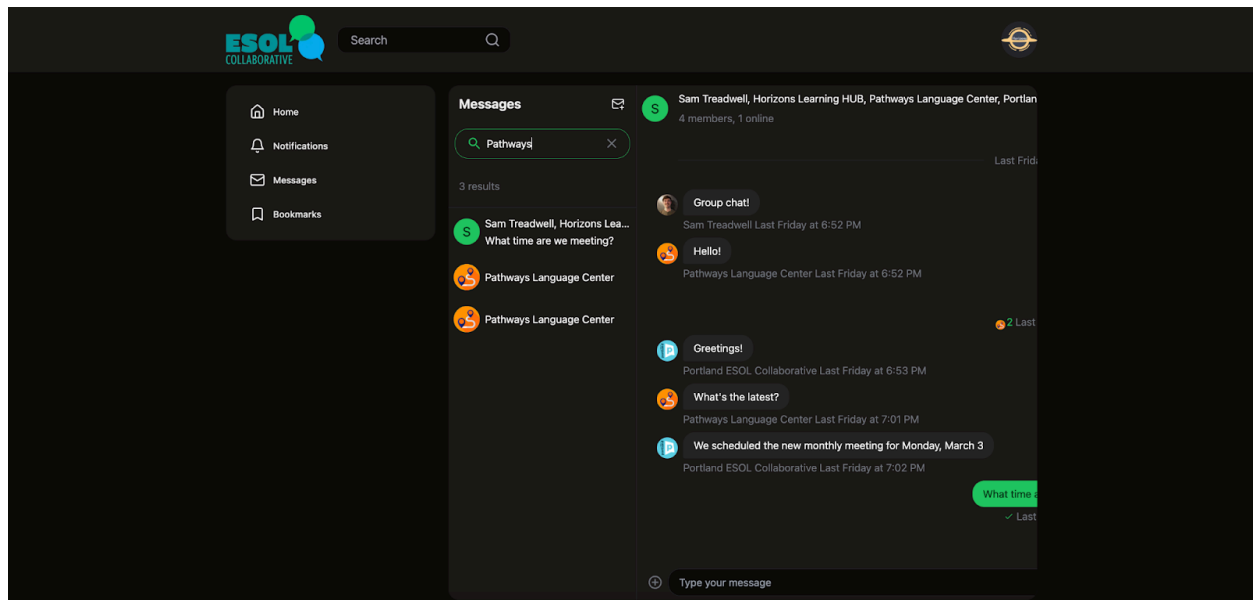 ESOL
COLLABORATIVE
Search
Home
Notifications
Messages
Bookmarks
Messages
Pathways
3 results
S
Sam Treadwell, Horizons Lea...
What time are we meeting?
Pathways Language Center
Pathways Language Center
S
Sam Treadwell, Horizons Learning HUB, Pathways Language Center, Portlan
4 members, 1 online
Last Frida
Group chat!
Sam Treadwell Last Friday at 6:52 PM
Hello!
Pathways Language Center Last Friday at 6:52 PM
2 Last
Greetings!
Portland ESOL Collaborative Last Friday at 6:53 PM
What's the latest?
Pathways Language Center Last Friday at 7:01 PM
We scheduled the new monthly meeting for Monday, March 3
Portland ESOL Collaborative Last Friday at 7:02 PM
What time a
Last
Type your message